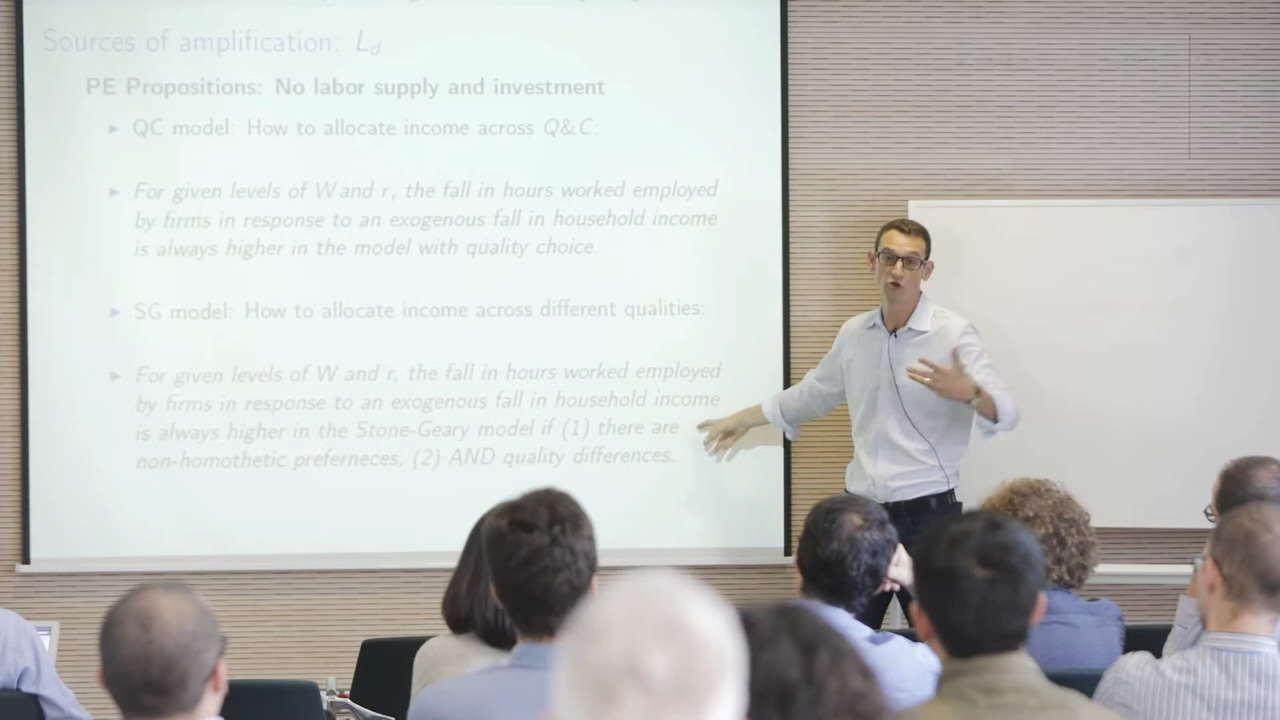 Sources of amplification: L_d
PE Propositions: No labor supply and investment
► QC model: How to allocate income across Q&C:
► For given levels of W and r, the fall in hours worked employed
by firms in response to an exogenous fall in household income
is always higher in the model with quality choice.
► SG model: How to allocate income across different qualities:
► For given levels of W and r, the fall in hours worked employed
by firms in response to an exogenous fall in household income
is always higher in the Stone-Geary model if (1) there are
non-homothetic preferneces, (2) AND quality differences.